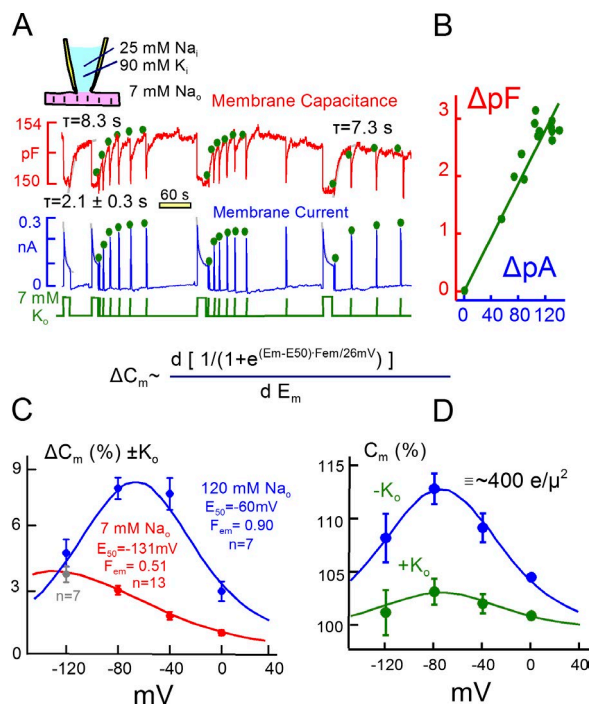 A
25 mM Naᵢ
90 mM Kᵢ
7 mM Naₒ
Membrane Capacitance
154
pF
150
τ=8.3 s
τ=7.3 s
τ=2.1 ± 0.3 s
60 s
Membrane Current
0.3
nA
0
7 mM
Kₒ
B
ΔpF
3
2
1
0
ΔpA
0 40 80 120
ΔCₘ~ d [ 1/(1+e^(Em-E50)·Fem/26mV) ]
d Eₘ
C
ΔCₘ (%) ±Kₒ
9
6
3
0
120 mM Naₒ
E₅₀=-60mV
Fₑₘ= 0.90
n=7
7 mM Naₒ
E₅₀=-131mV
Fₑₘ= 0.51
n=13
n=7
-120 -80 -40 0 40
mV
D
Cₘ (%)
≡~400 e/μ²
115
110
105
100
-Kₒ
+Kₒ
-120 -80 -40 0 40
mV